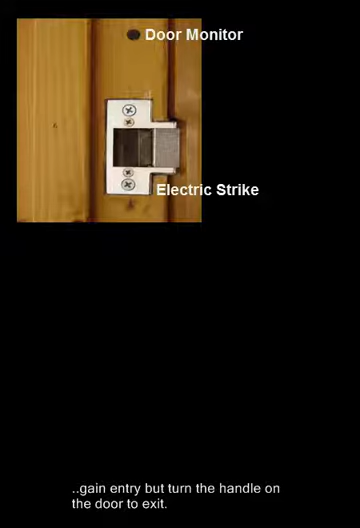 Door Monitor
Electric Strike
..gain entry but turn the handle on
the door to exit.